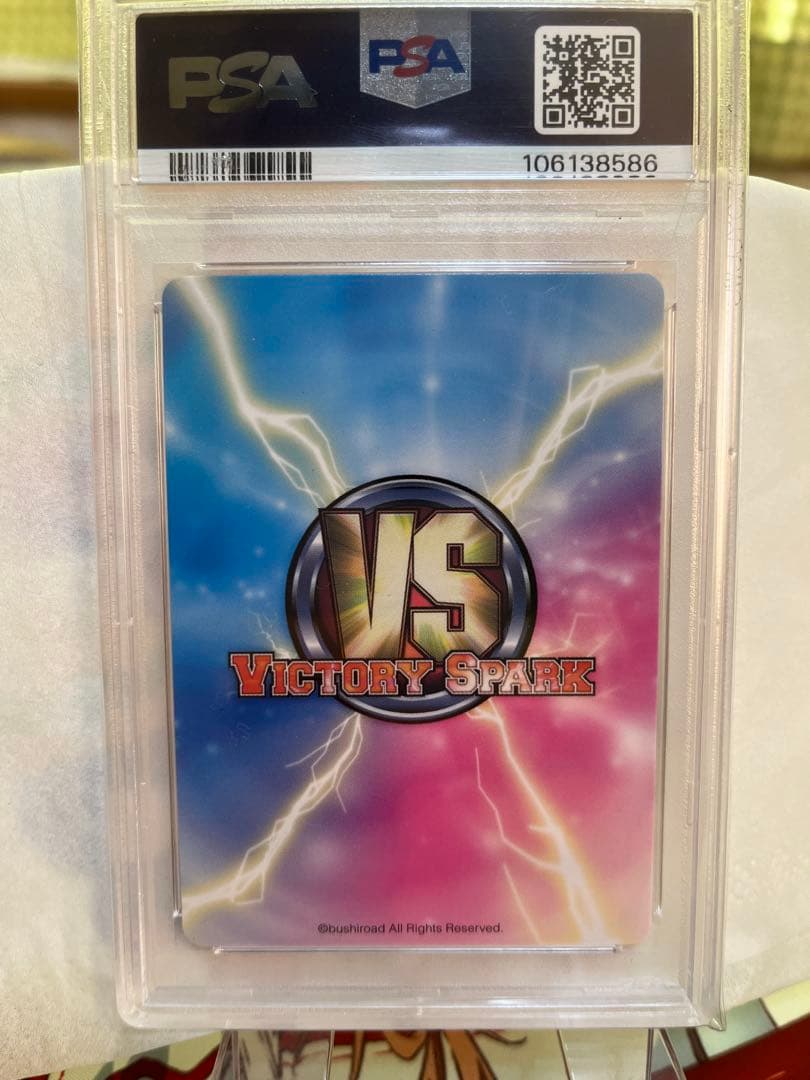 PSA
PSA
106138586
VS
VICTORY SPARK
©bushiroad All Rights Reserved.